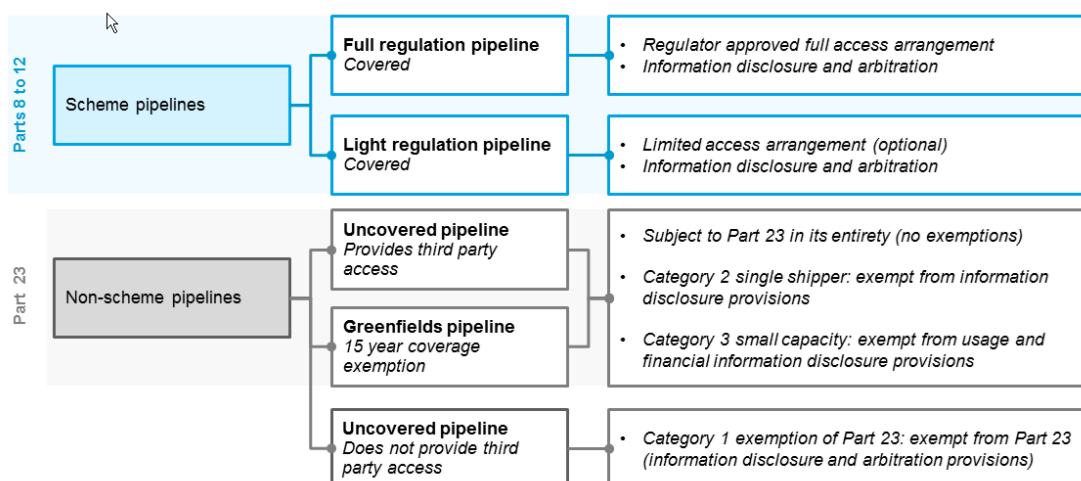 Parts 8 to 12
Scheme pipelines
Full regulation pipeline
Covered
• Regulator approved full access arrangement
• Information disclosure and arbitration
Light regulation pipeline
Covered
• Limited access arrangement (optional)
• Information disclosure and arbitration
Part 23
Non-scheme pipelines
Uncovered pipeline
Provides third party
access
Greenfields pipeline
15 year coverage
exemption
• Subject to Part 23 in its entirety (no exemptions)
• Category 2 single shipper: exempt from information
disclosure provisions
• Category 3 small capacity: exempt from usage and
financial information disclosure provisions
Uncovered pipeline
Does not provide third
party access
• Category 1 exemption of Part 23: exempt from Part 23
(information disclosure and arbitration provisions)